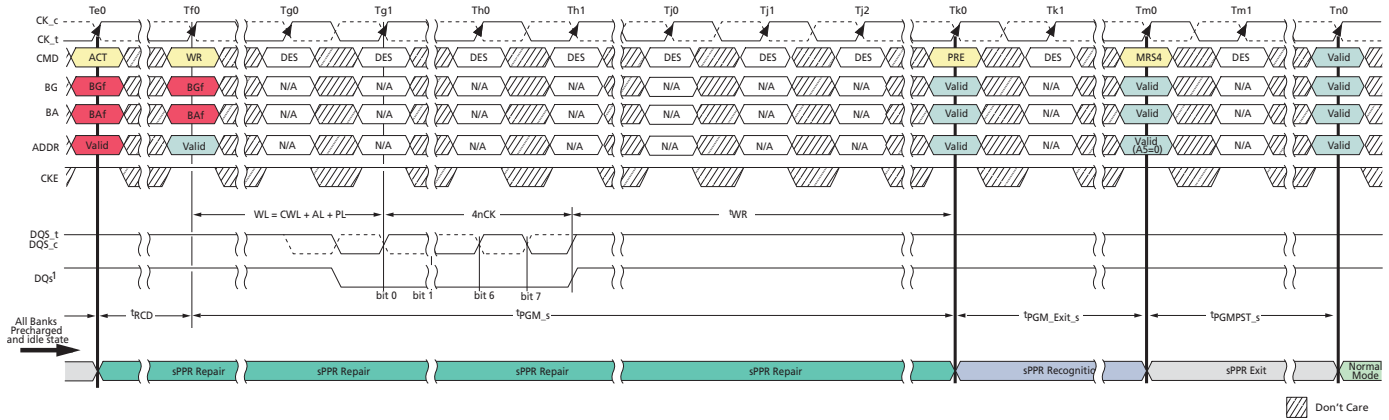 Te0 Tf0 Tg0 Tg1 Th0 Th1 Tj0 Tj1 Tj2 Tk0 Tk1 Tm0 Tm1 Tn0
CK_c
CK_t
CMD ACT WR DES DES DES DES DES DES DES PRE DES MRS4 DES Valid
BG BGf BGf N/A N/A N/A N/A N/A N/A N/A Valid N/A Valid N/A Valid
BA BAf BAf N/A N/A N/A N/A N/A N/A N/A Valid N/A Valid N/A Valid
ADDR Valid Valid N/A N/A N/A N/A N/A N/A N/A Valid N/A Valid (A5=0) N/A Valid
CKE
WL = CWL + AL + PL 4nCK tWR
DQS_t
DQS_c
DQs1
bit 0 bit 1 bit 6 bit 7
tRCD tPGM_s tPGM_Exit_s tPGMPST_s
All Banks
Precharged
and idle state
sPPR Repair sPPR Repair sPPR Repair sPPR Repair sPPR Recognitic sPPR Exit Normal
Mode
Don't Care